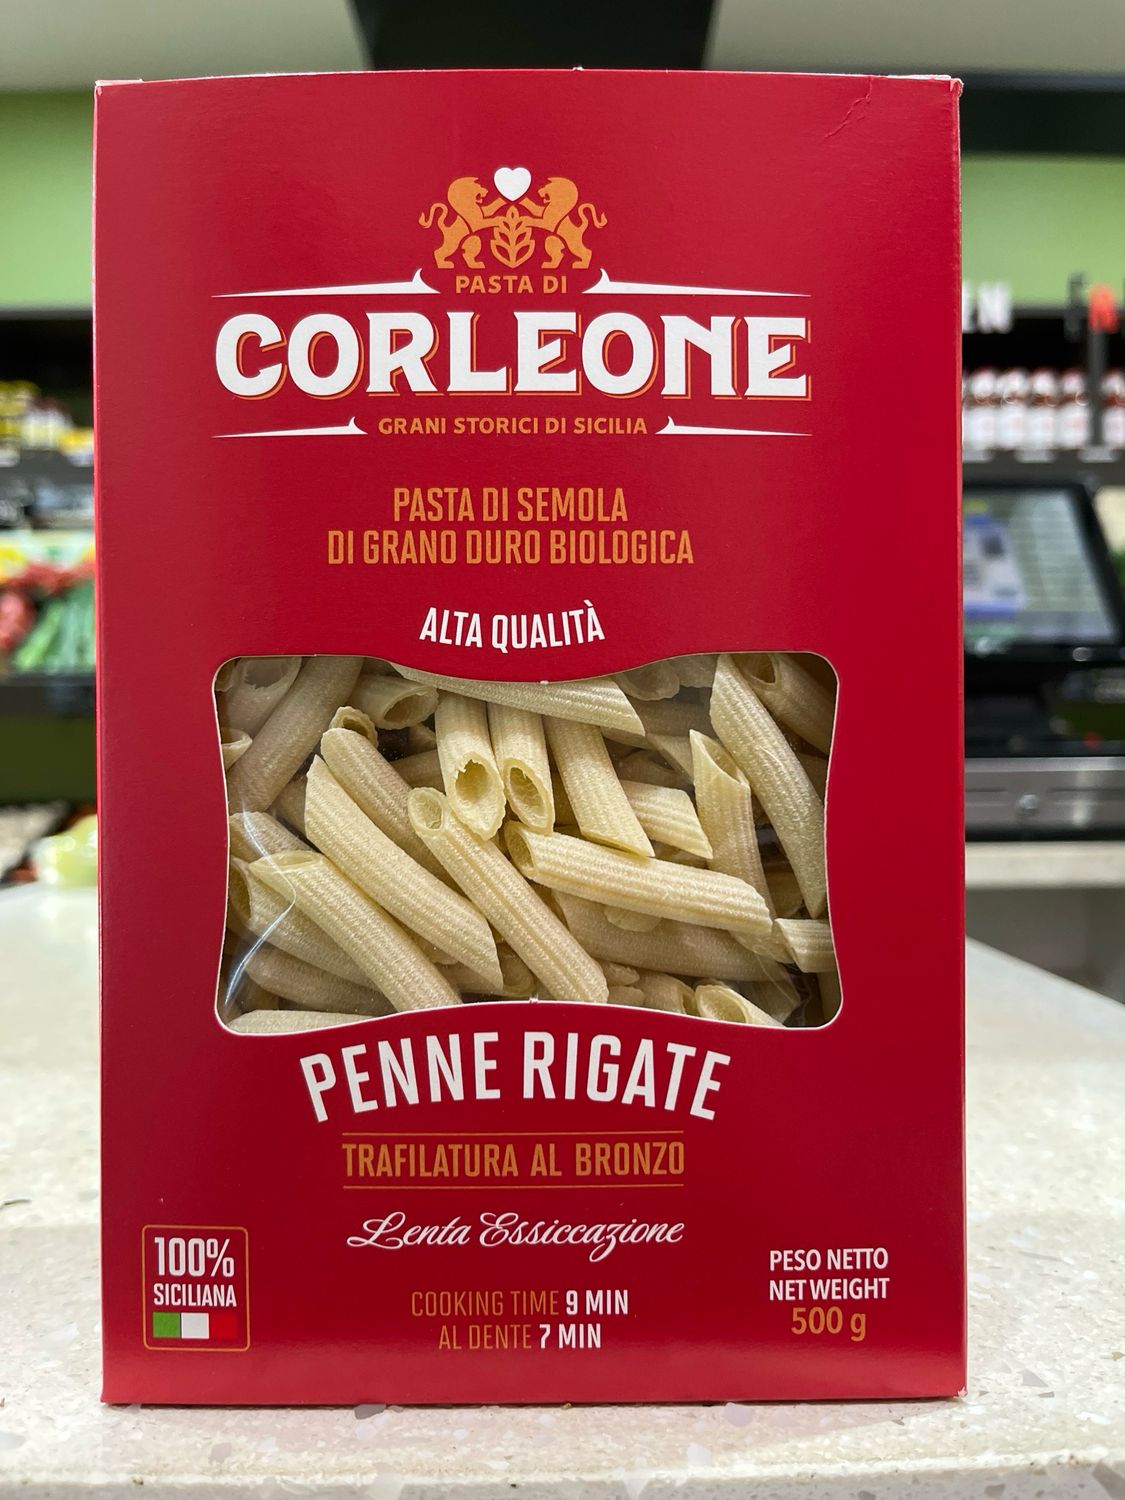 PASTA DI
CORLEONE
GRANI STORICI DI SICILIA
PASTA DI SEMOLA
DI GRANO DURO BIOLOGICA
ALTA QUALITÀ
PENNE RIGATE
TRAFILATURA AL BRONZO
Lenta Essiccazione
100%
SICILIANA
COOKING TIME 9 MIN
AL DENTE 7 MIN
PESO NETTO
NET WEIGHT
500 g